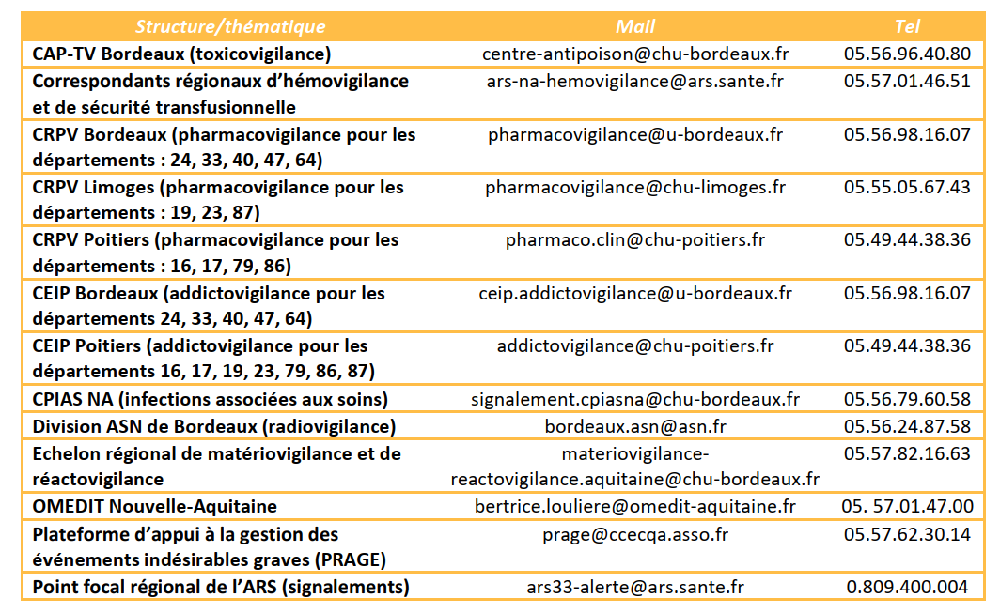 Structure/thématique Mail Tel
CAP-TV Bordeaux (toxicovigilance) centre-antipoison@chu-bordeaux.fr 05.56.96.40.80
Correspondants régionaux d'hémovigilance ars-na-hemovigilance@ars.sante.fr 05.57.01.46.51
et de sécurité transfusionnelle
CRPV Bordeaux (pharmacovigilance pour les pharmacovigilance@u-bordeaux.fr 05.56.98.16.07
départements : 24, 33, 40, 47, 64)
CRPV Limoges (pharmacovigilance pour les pharmacovigilance@chu-limoges.fr 05.55.05.67.43
départements : 19, 23, 87)
CRPV Poitiers (pharmacovigilance pour les pharmaco.clin@chu-poitiers.fr 05.49.44.38.36
départements : 16, 17, 79, 86)
CEIP Bordeaux (addictovigilance pour les ceip.addictovigilance@u-bordeaux.fr 05.56.98.16.07
départements 24, 33, 40, 47, 64)
CEIP Poitiers (addictovigilance pour les addictovigilance@chu-poitiers.fr 05.49.44.38.36
départements 16, 17, 19, 23, 79, 86, 87)
CPIAS NA (infections associées aux soins) signalement.cpiasna@chu-bordeaux.fr 05.56.79.60.58
Division ASN de Bordeaux (radiovigilance) bordeaux.asn@asn.fr 05.56.24.87.58
Echelon régional de matériovigilance et de materiovigilance- 05.57.82.16.63
réactovigilance reactovigilance.aquitaine@chu-bordeaux.fr
OMEDIT Nouvelle-Aquitaine bertrice.louliere@omedit-aquitaine.fr 05. 57.01.47.00
Plateforme d'appui à la gestion des prage@ccecqa.asso.fr 05.57.62.30.14
événements indésirables graves (PRAGE)
Point focal régional de l'ARS (signalements) ars33-alerte@ars.sante.fr 0.809.400.004